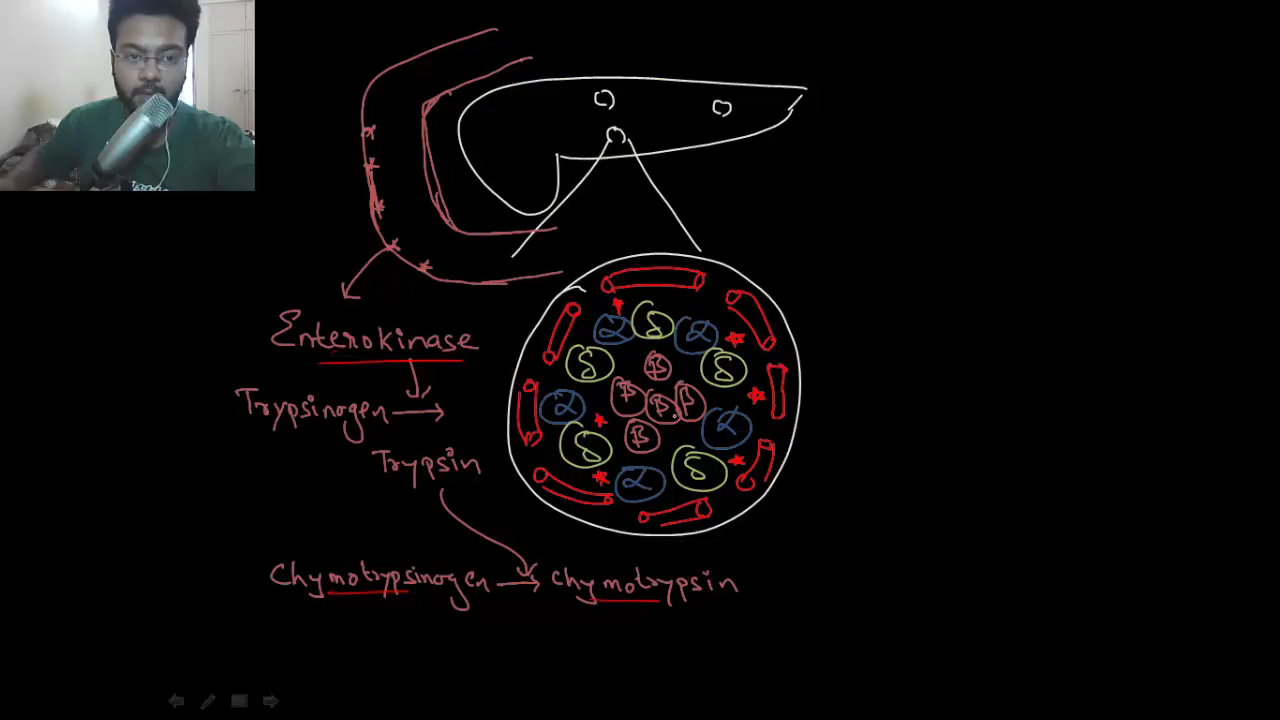 Enterokinase
Trypsinogen
Trypsin
Chymotrypsinogen → chymotrypsin
α δ α
δ β δ
β β β
α α
δ β δ
α